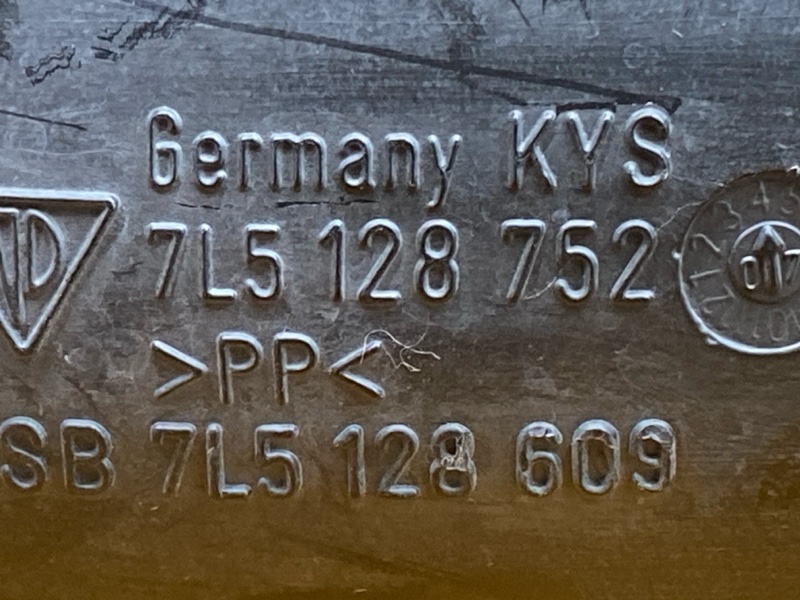 Germany KYS
7L5 128 752
>PP<
SB 7L5 128 609